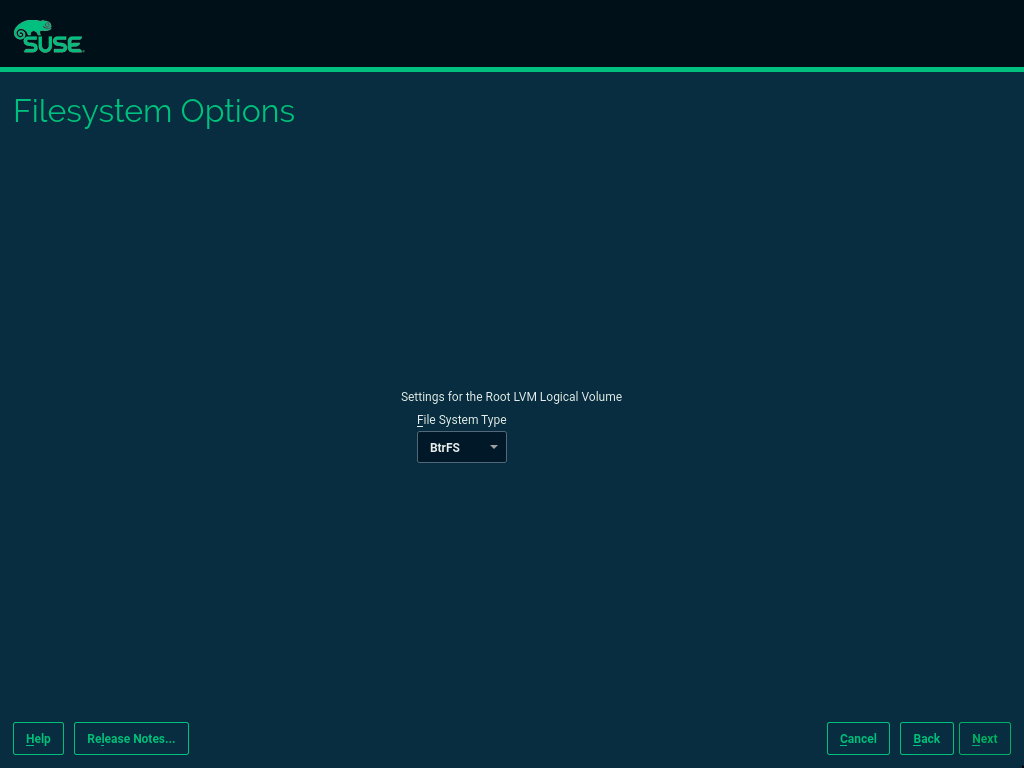 SUSE
Filesystem Options
Settings for the Root LVM Logical Volume
File System Type
BtrFS
Help
Release Notes...
Cancel
Back
Next